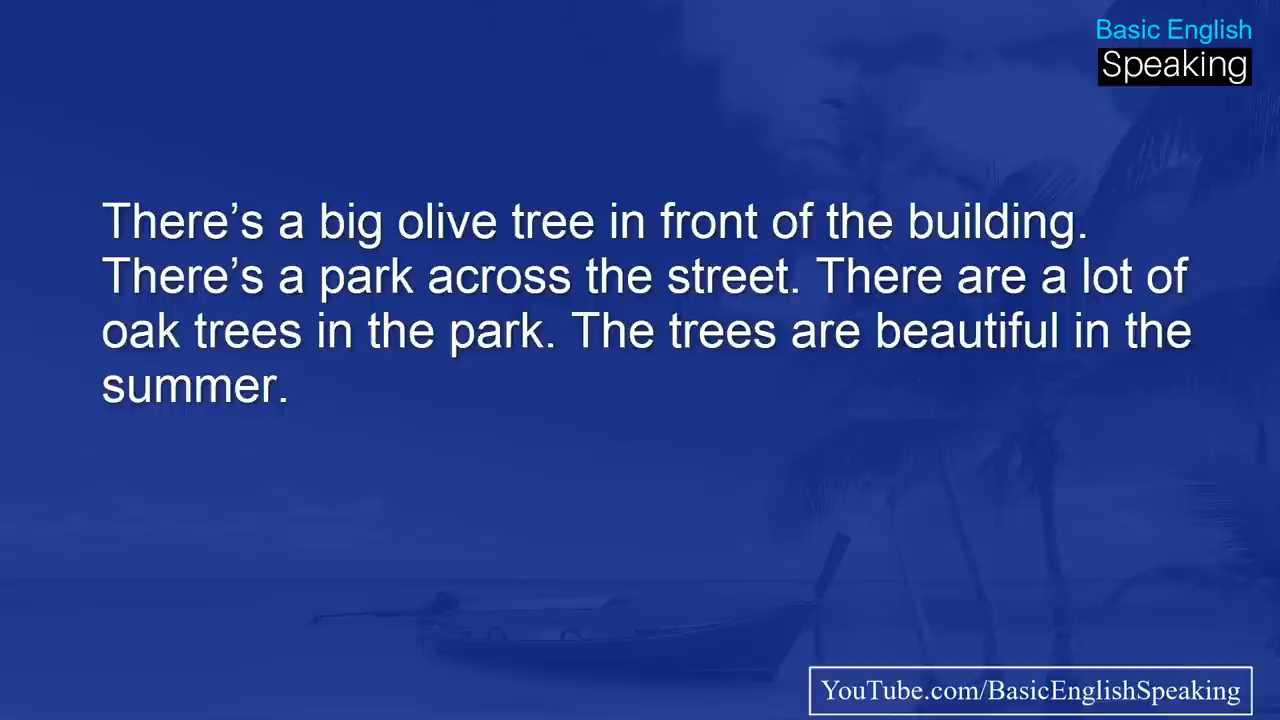 Basic English
Speaking
There’s a big olive tree in front of the building.
There’s a park across the street. There are a lot of
oak trees in the park. The trees are beautiful in the
summer.
YouTube.com/BasicEnglishSpeaking